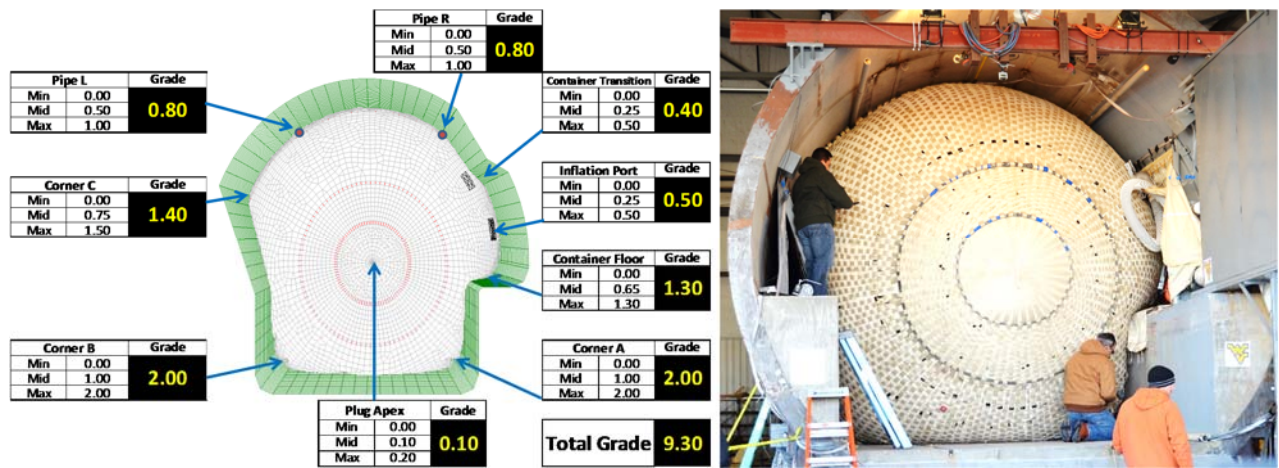 Pipe R Grade
Min 0.00
Mid 0.50
Max 1.00
0.80
Pipe L Grade
Min 0.00
Mid 0.50
Max 1.00
0.80
Container Transition Grade
Min 0.00
Mid 0.25
Max 0.50
0.40
Corner C Grade
Min 0.00
Mid 0.75
Max 1.50
1.40
Inflation Port Grade
Min 0.00
Mid 0.25
Max 0.50
0.50
Container Floor Grade
Min 0.00
Mid 0.65
Max 1.30
1.30
Corner B Grade
Min 0.00
Mid 1.00
Max 2.00
2.00
Corner A Grade
Min 0.00
Mid 1.00
Max 2.00
2.00
Plug Apex Grade
Min 0.00
Mid 0.10
Max 0.20
0.10
Total Grade 9.30